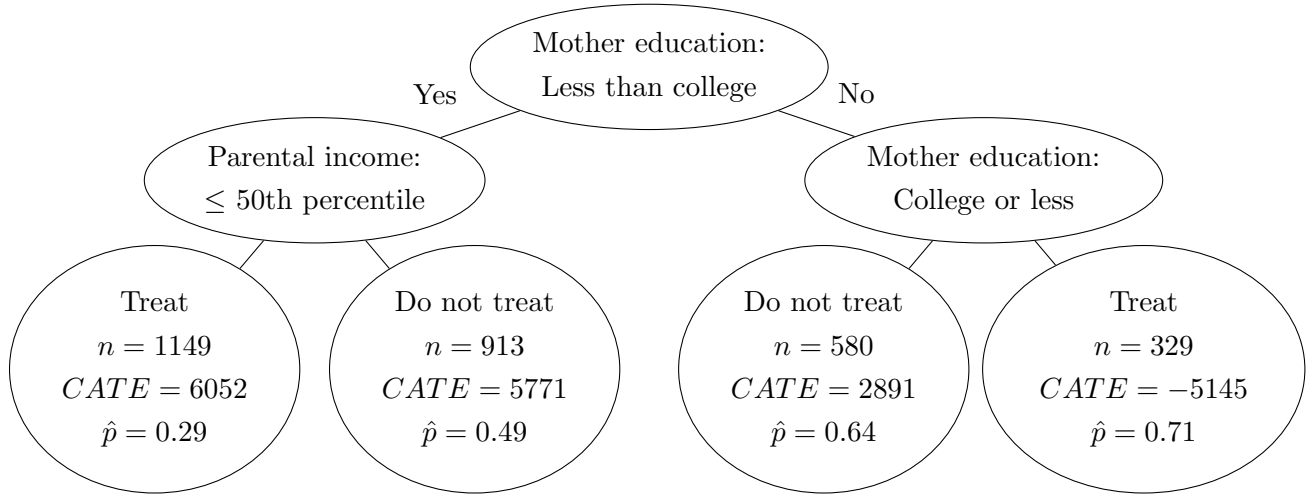 Mother education:
Less than college
Yes
No
Parental income:
≤ 50th percentile
Mother education:
College or less
Treat
n = 1149
CATE = 6052
p̂ = 0.29
Do not treat
n = 913
CATE = 5771
p̂ = 0.49
Do not treat
n = 580
CATE = 2891
p̂ = 0.64
Treat
n = 329
CATE = −5145
p̂ = 0.71